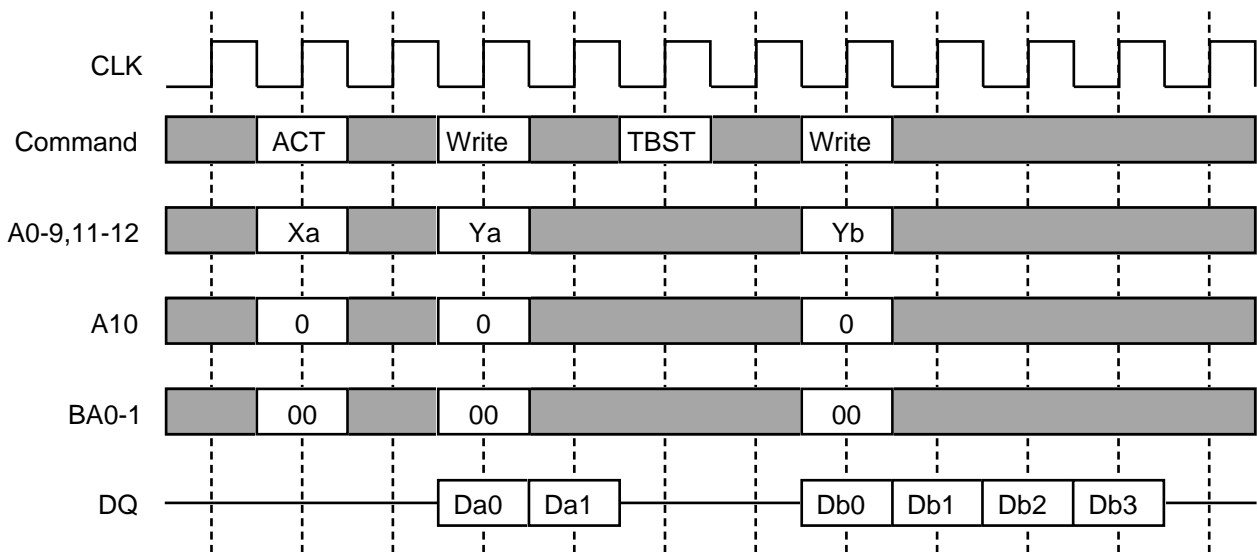 CLK
Command ACT Write TBST Write
A0-9,11-12 Xa Ya Yb
A10 0 0 0
BA0-1 00 00 00
DQ Da0 Da1 Db0 Db1 Db2 Db3